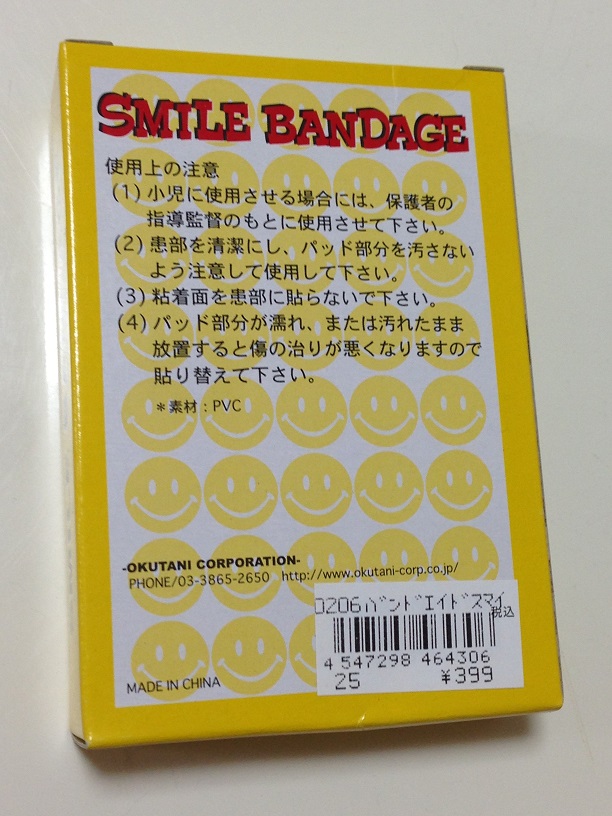 SMILE BANDAGE
使用上の注意
(1) 小児に使用させる場合には、保護者の
指導監督のもとに使用させて下さい。
(2) 患部を清潔にし、パッド部分を汚さない
よう注意して使用して下さい。
(3) 粘着面を患部に貼らないで下さい。
(4) パッド部分が濡れ、または汚れたまま
放置すると傷の治りが悪くなりますので
貼り替えて下さい。
＊素材：PVC
-OKUTANI CORPORATION-
PHONE/03-3865-2650 http://www.okutani-corp.co.jp/
0206バンドエイドスマイ
税込
4 547298 464306
25 ¥399
MADE IN CHINA